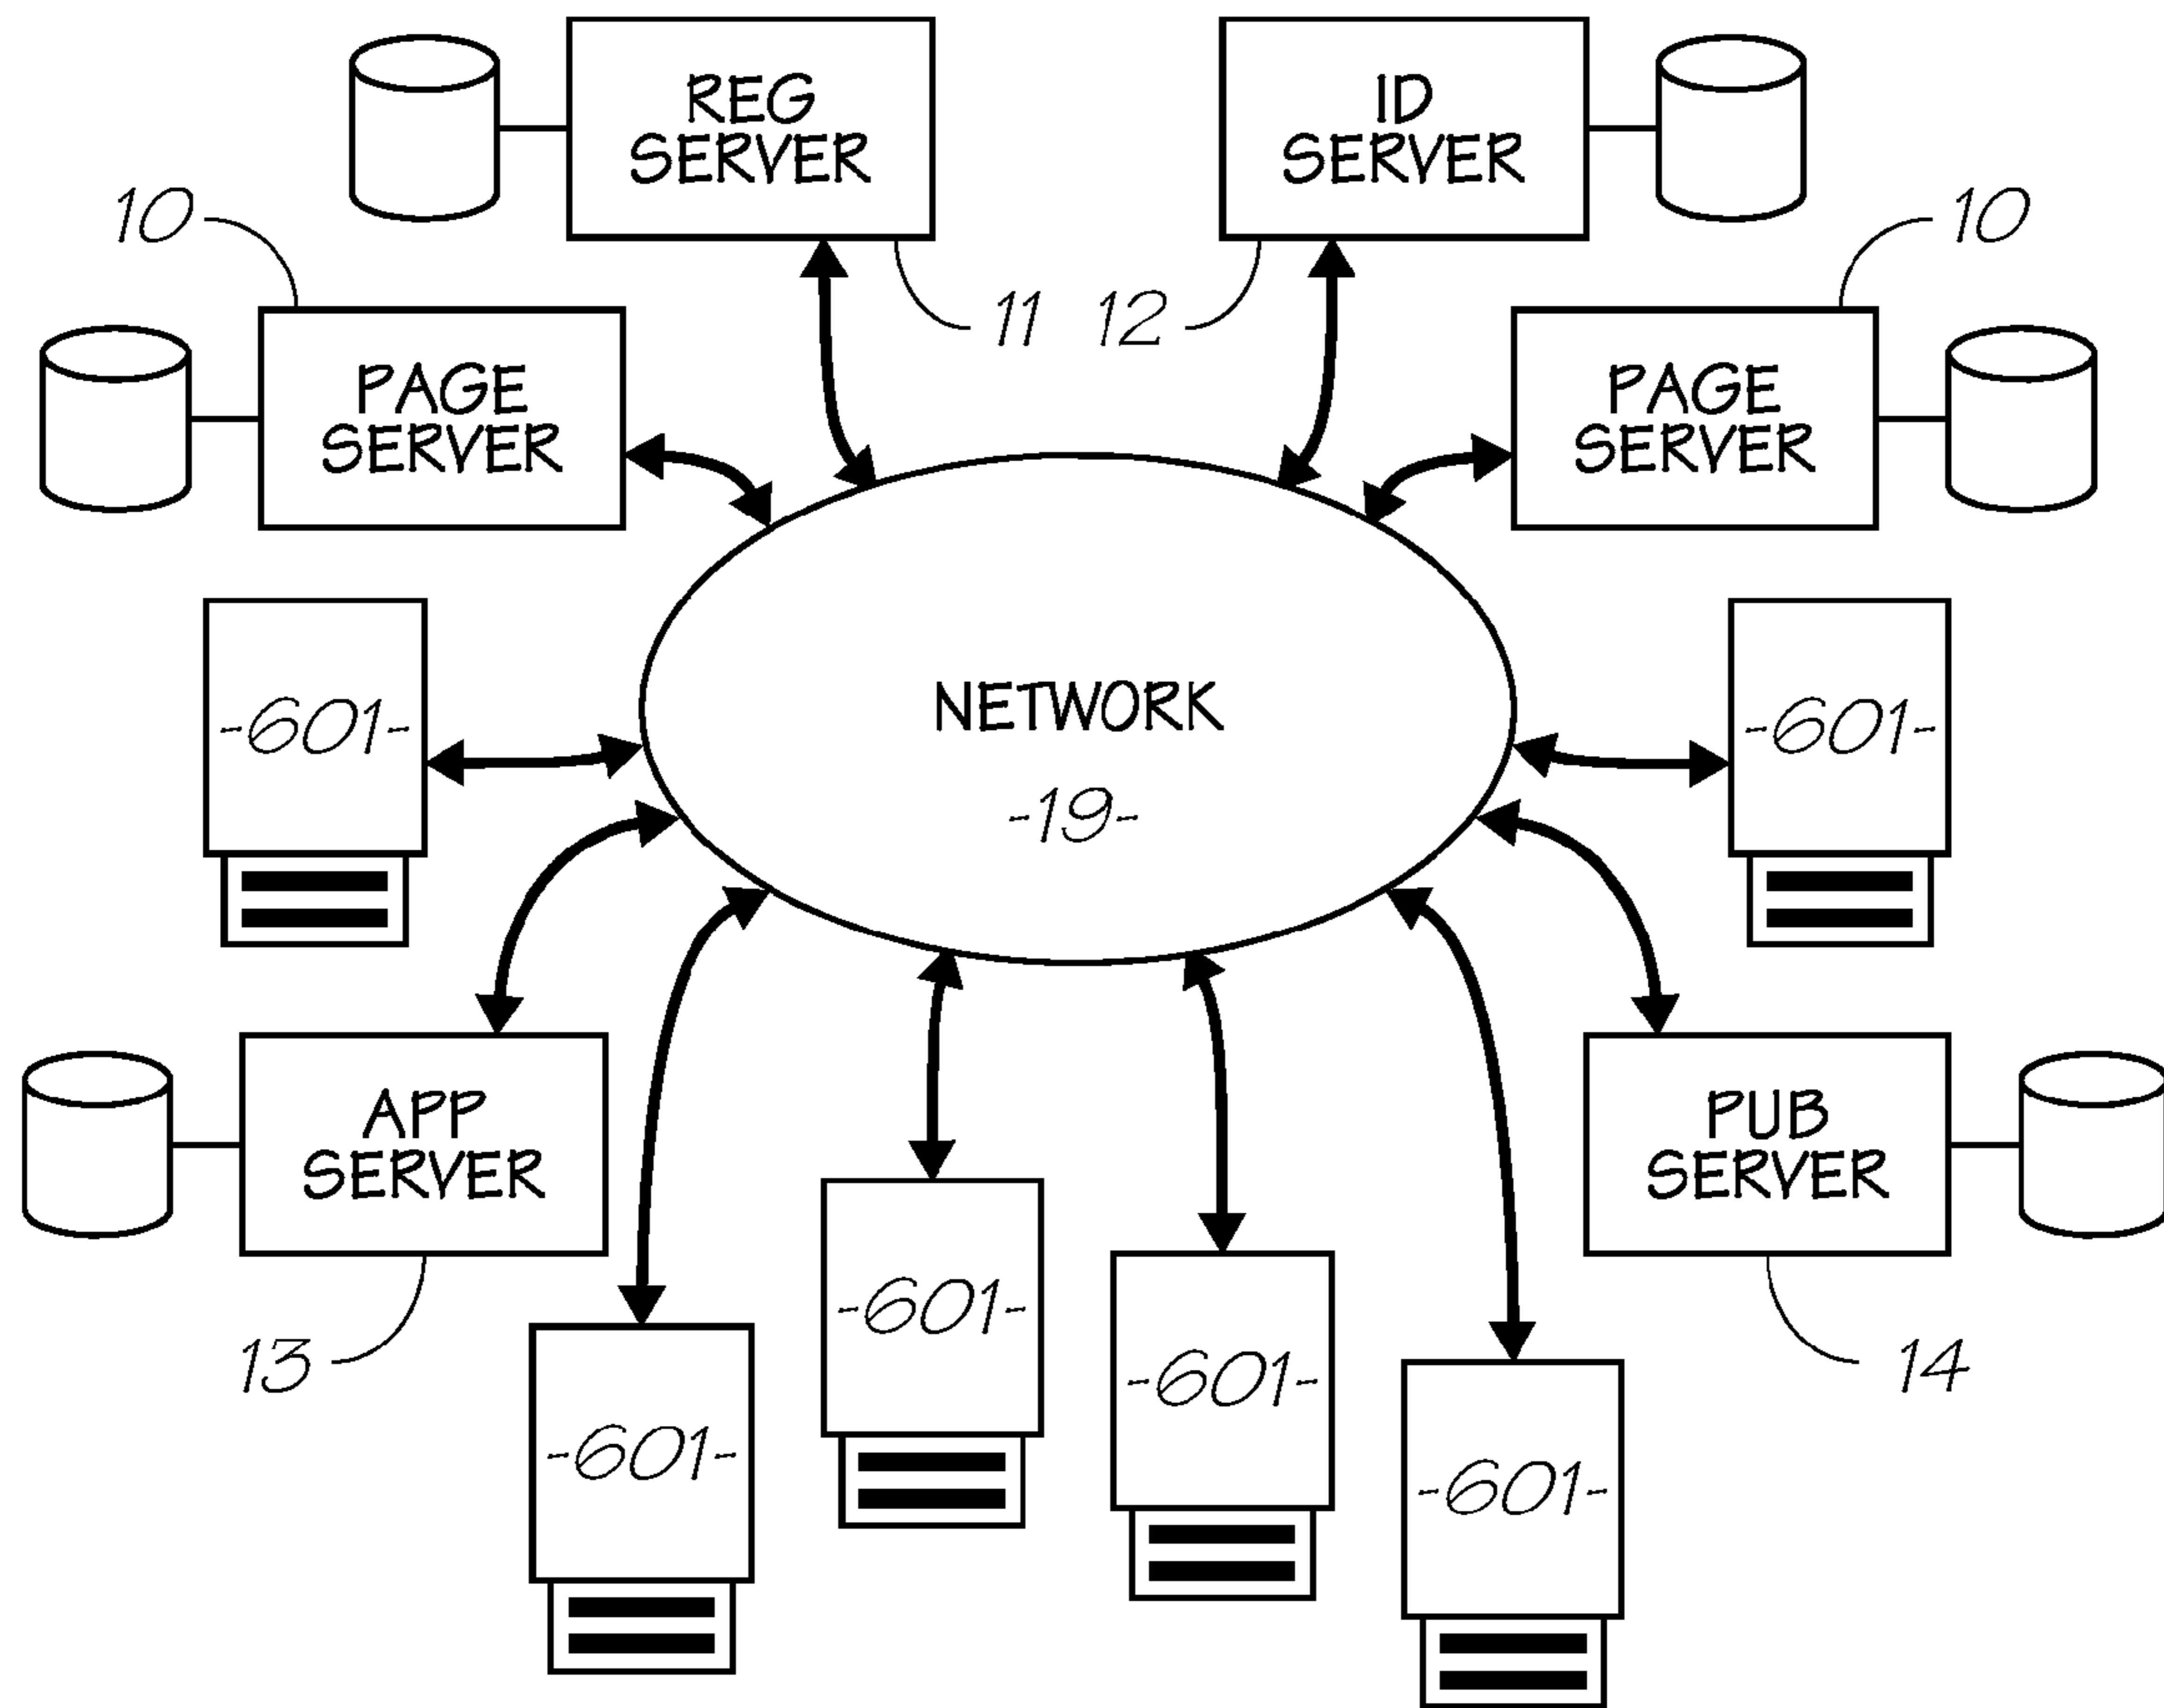 REG
SERVER
ID
SERVER
10
10
11
12
PAGE
SERVER
PAGE
SERVER
-601-
NETWORK
-19-
-601-
APP
SERVER
PUB
SERVER
-601-
-601-
-601-
-601-
13
14